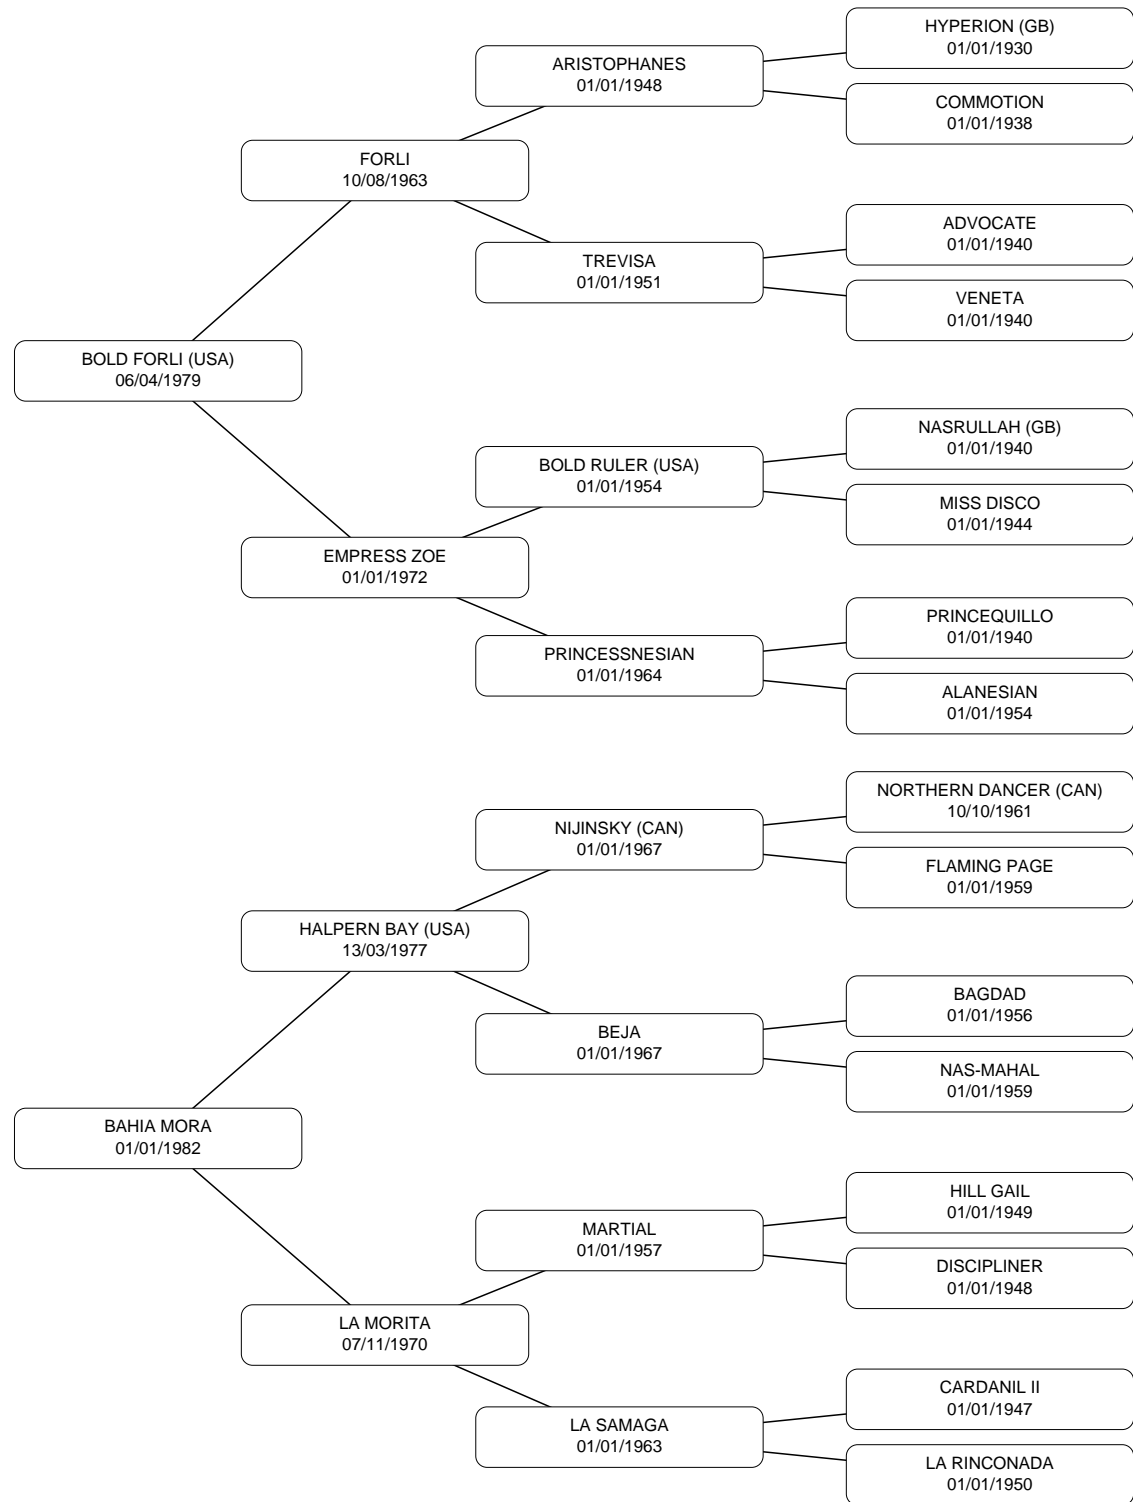 HYPERION (GB)
01/01/1930
ARISTOPHANES
01/01/1948
COMMOTION
01/01/1938
FORLI
10/08/1963
ADVOCATE
01/01/1940
TREVISA
01/01/1951
VENETA
01/01/1940
BOLD FORLI (USA)
06/04/1979
NASRULLAH (GB)
01/01/1940
BOLD RULER (USA)
01/01/1954
MISS DISCO
01/01/1944
EMPRESS ZOE
01/01/1972
PRINCEQUILLO
01/01/1940
PRINCESSNESIAN
01/01/1964
ALANESIAN
01/01/1954
NORTHERN DANCER (CAN)
10/10/1961
NIJINSKY (CAN)
01/01/1967
FLAMING PAGE
01/01/1959
HALPERN BAY (USA)
13/03/1977
BAGDAD
01/01/1956
BEJA
01/01/1967
NAS-MAHAL
01/01/1959
BAHIA MORA
01/01/1982
HILL GAIL
01/01/1949
MARTIAL
01/01/1957
DISCIPLINER
01/01/1948
LA MORITA
07/11/1970
CARDANIL II
01/01/1947
LA SAMAGA
01/01/1963
LA RINCONADA
01/01/1950